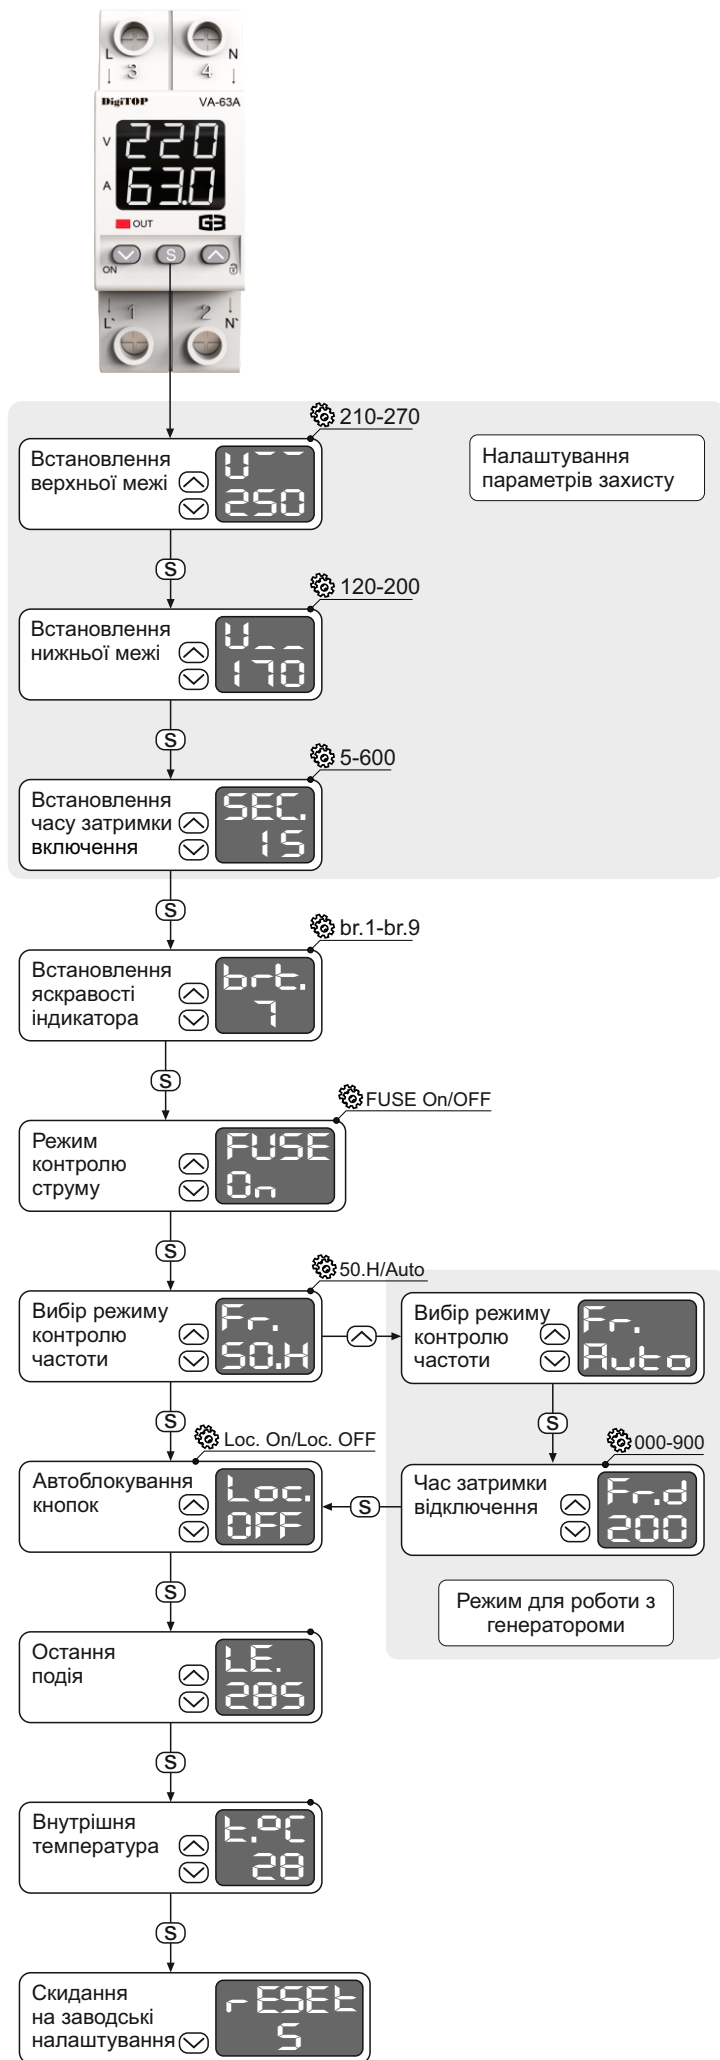 L N
3 4
DigiTOP VA-63A
V 220
A 63.0
OUT G3
S
ON
1 2
L` N`
210-270
Встановлення
верхньої межі
U¯¯
250
Налаштування
параметрів захисту
S
120-200
Встановлення
нижньої межі
U__
170
S
5-600
Встановлення
часу затримки
включення
SEC.
15
S
br.1-br.9
Встановлення
яскравості
індикатора
brt.
7
S
FUSE On/OFF
Режим
контролю
струму
FUSE
On
S
50.H/Auto
Вибір режиму
контролю
частоти
Fr.
50.H
Вибір режиму
контролю
частоти
Fr.
Auto
S
S
Loc. On/Loc. OFF
000-900
Автоблокування
кнопок
Loc.
OFF
S
Час затримки
відключення
Fr.d
200
S
Режим для роботи з
генератороми
Остання
подія
LE.
285
S
Внутрішня
температура
t.°C
28
S
Скидання
на заводські
налаштування
rESEt
5